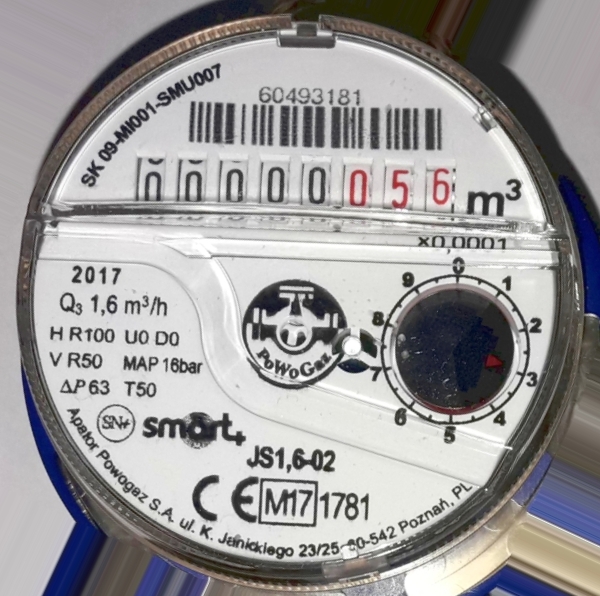 SK 09-MI001-SMU007
60493181
00000056 m³
x0,0001
0 1 2 3 4 5 6 7 8 9
2017
Q₃ 1,6 m³/h
H R100 U0 D0
V R50 MAP 16bar
ΔP 63 T50
PoWoGaz
SN+ smart+
JS1,6-02
CE M17 1781
Apator Powogaz S.A. ul. K. Janickiego 23/25, 60-542 Poznań, PL